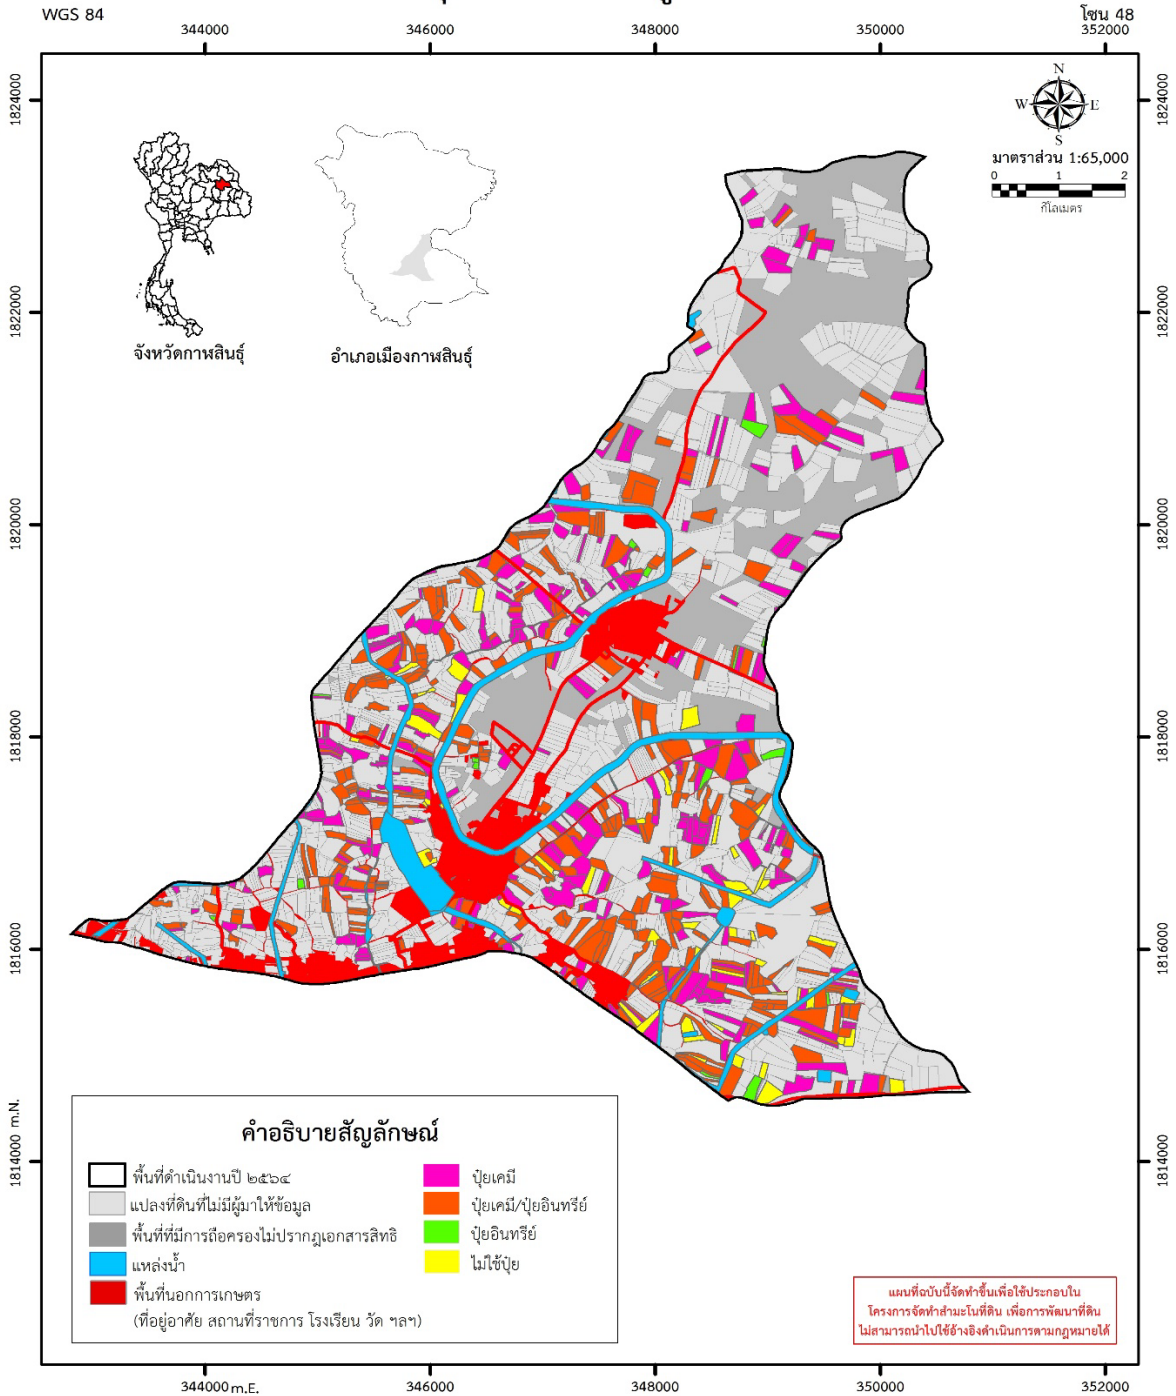 WGS 84
โซน 48
344000 346000 348000 350000 352000
N
W E
S
มาตราส่วน 1:65,000
0 1 2
กิโลเมตร
จังหวัดกาฬสินธุ์
อำเภอเมืองกาฬสินธุ์
1824000 1824000
1822000 1822000
1820000 1820000
1818000 1818000
1816000 1816000
1814000 m.N. 1814000
คำอธิบายสัญลักษณ์
พื้นที่ดำเนินงานปี ๒๕๖๔
แปลงที่ดินที่ไม่มีผู้มาให้ข้อมูล
พื้นที่ที่มีการถือครองไม่ปรากฏเอกสารสิทธิ
แหล่งน้ำ
พื้นที่นอกการเกษตร
(ที่อยู่อาศัย สถานที่ราชการ โรงเรียน วัด ฯลฯ)
ปุ๋ยเคมี
ปุ๋ยเคมี/ปุ๋ยอินทรีย์
ปุ๋ยอินทรีย์
ไม่ใช้ปุ๋ย
แผนที่ฉบับนี้จัดทำขึ้นเพื่อใช้ประกอบใน
โครงการจัดทำสำมะโนที่ดิน เพื่อการพัฒนาที่ดิน
ไม่สามารถนำไปใช้อ้างอิงดำเนินการตามกฎหมายได้
344000 m.E. 346000 348000 350000 352000